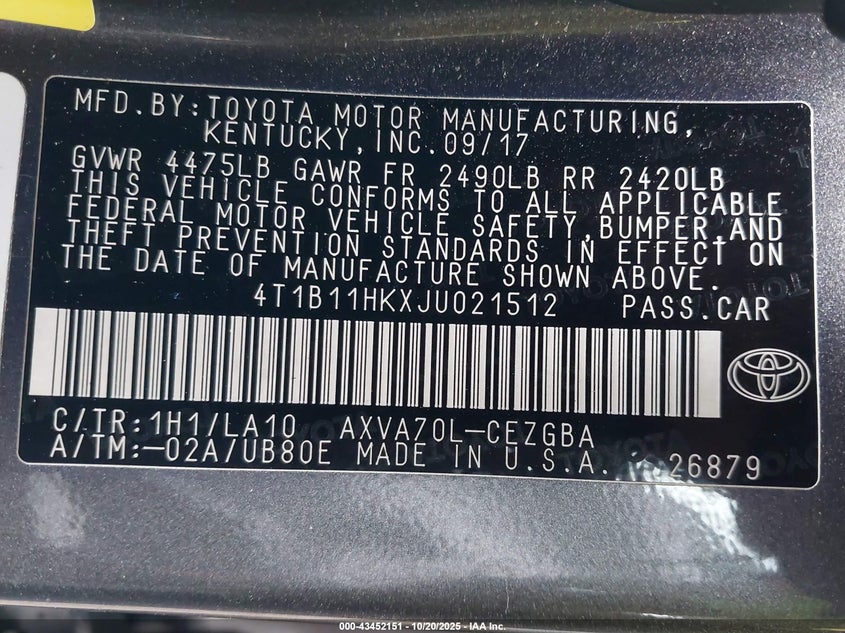 MFD.BY:TOYOTA MOTOR MANUFACTURING,
KENTUCKY, INC.09/17
GVWR 4475LB GAWR FR 2490LB RR 2420LB
THIS VEHICLE CONFORMS TO ALL APPLICABLE
FEDERAL MOTOR VEHICLE SAFETY,BUMPER,AND
THEFT PREVENTION STANDARDS IN EFFECT ON
THE DATE OF MANUFACTURE SHOWN ABOVE.
4T1B11HKXJU021512 PASS.CAR
C/TR:1H1/LA10 AXVA70L-CEZGBA
A/TM:-02A/UB80E MADE IN U.S.A. 26879
000-43452151 - 10/20/2025 - IAA Inc.